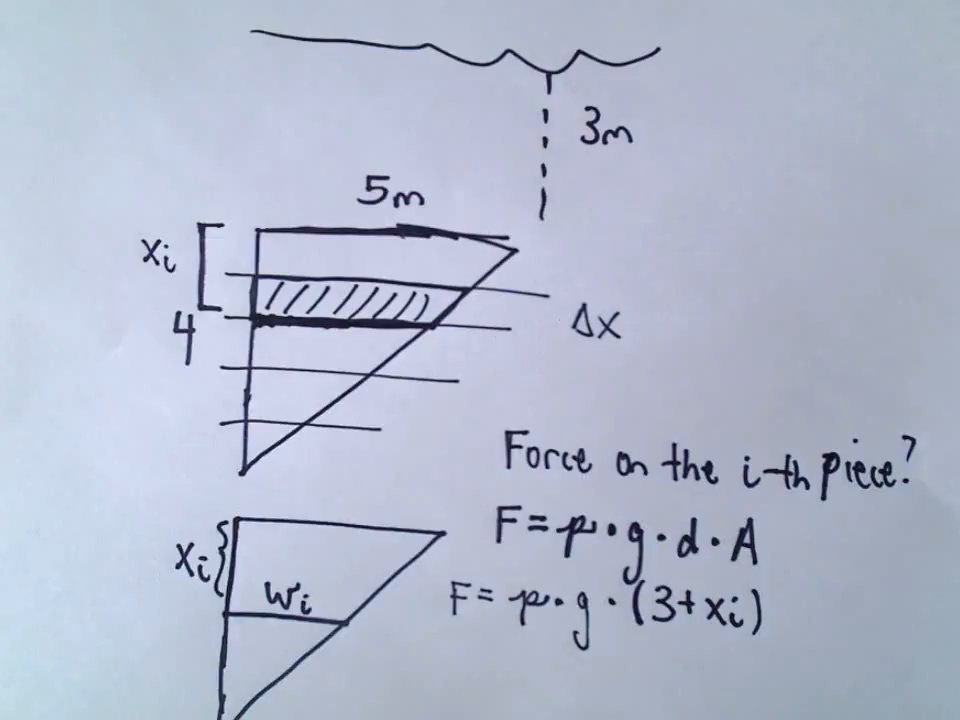 3m
5m
xi
4
Δx
Force on the i-th piece?
F = p · g · d · A
xi
wi
F = p · g · (3 + xi)